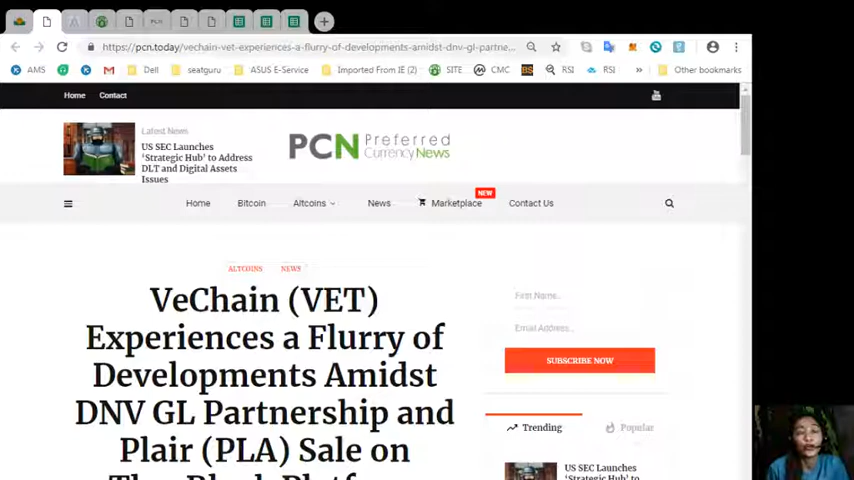 PCN
https://pcn.today/vechain-vet-experiences-a-flurry-of-developments-amidst-dnv-gl-partne...
AMS
Gmail
Dell
seatguru
ASUS E-Service
Imported From IE (2)
SITE
CMC
BS
RSI
RSI
»
Other bookmarks
Home
Contact
Latest News
US SEC Launches
‘Strategic Hub’ to Address
DLT and Digital Assets
Issues
PCN Preferred
Currency News
Home
Bitcoin
Altcoins
News
Marketplace
NEW
Contact Us
ALTCOINS
NEWS
VeChain (VET)
Experiences a Flurry of
Developments Amidst
DNV GL Partnership and
Plair (PLA) Sale on
First Name..
Email Address..
SUBSCRIBE NOW
Trending
Popular
US SEC Launches